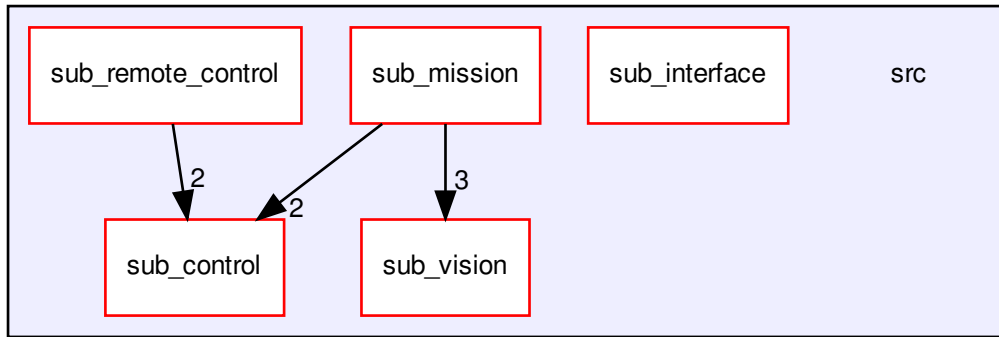 sub_remote_control
sub_mission
sub_interface
src
2
2
3
sub_control
sub_vision